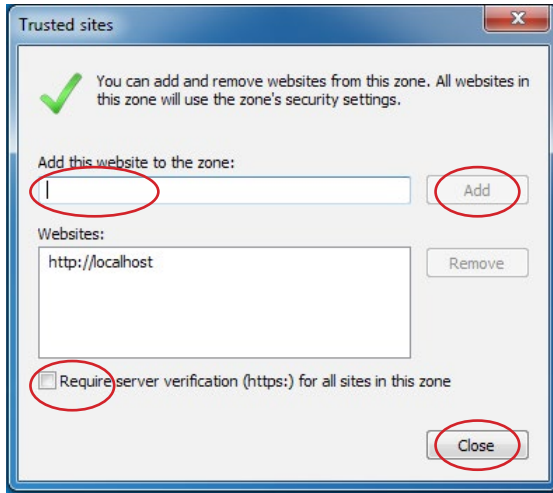 Trusted sites
You can add and remove websites from this zone. All websites in
this zone will use the zone's security settings.
Add this website to the zone:
Add
Websites:
http://localhost
Remove
Require server verification (https:) for all sites in this zone
Close